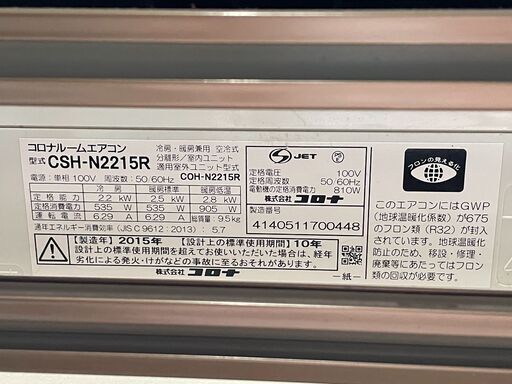 コロナルームエアコン
型式 CSH-N2215R
冷房・暖房兼用 空冷式
分離形/室内ユニット
適用室外ユニット型式
電源:単相 100V 周波数:50/60Hz COH-N2215R
冷房 暖房標準 暖房低温
定格能力 2.2 kW 2.5 kW 2.8 kW
定格消費電力 535 W 535 W 905 W
運転電流 6.29 A 6.29 A 総質量 9.5kg
通年エネルギー消費効率(JIS C 9612:2013):5.7
【製造年】2015年 【設計上の標準使用期間】10年
設計上の標準使用期間を超えてお使いいただいた場合は、経年
劣化による発火・けがなどの事故に至るおそれがあります。
株式会社 コロナ
S JET
定格電圧 100V
定格周波数 50/60Hz
電動機の定格消費電力 810W
株式会社 コロナ
製造番号
4140511700448
-紙-
フロンの見える化
このエアコンにはGWP
(地球温暖化係数)が675
のフロン類(R32)が封入
されています。地球温暖化
防止のため、移設・修理・
廃棄等にあたってはフロン
類の回収が必要です。